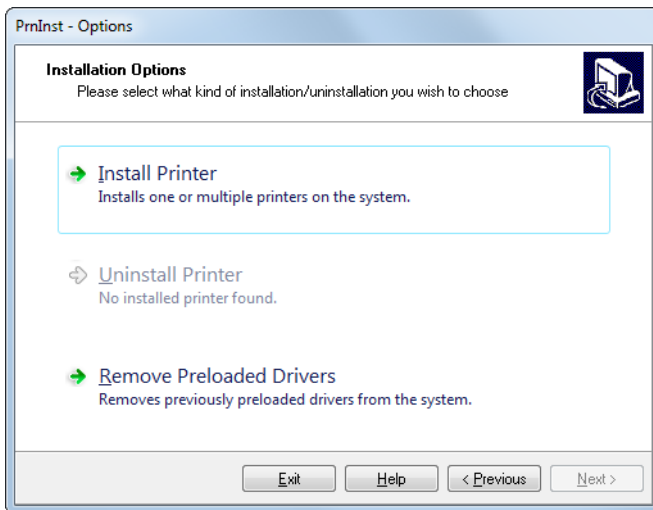 PrnInst - Options
Installation Options
Please select what kind of installation/uninstallation you wish to choose
Install Printer
Installs one or multiple printers on the system.
Uninstall Printer
No installed printer found.
Remove Preloaded Drivers
Removes previously preloaded drivers from the system.
Exit Help < Previous Next >